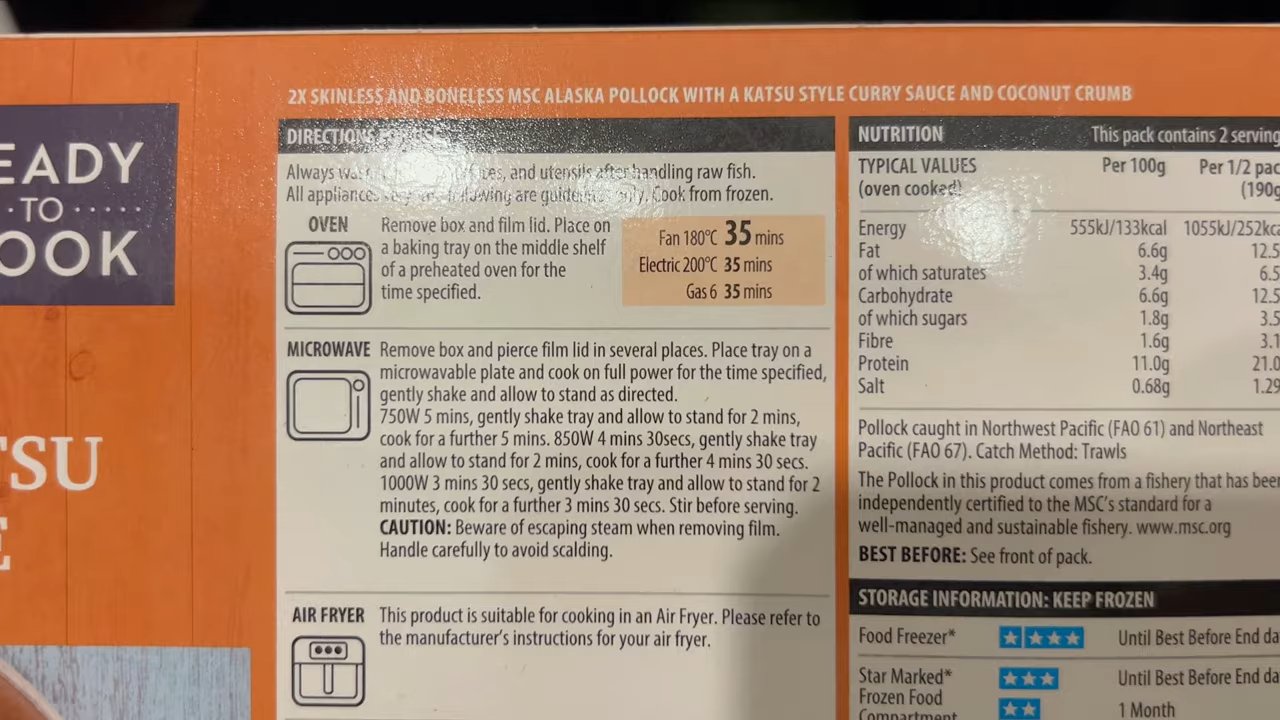 2X SKINLESS AND BONELESS MSC ALASKA POLLOCK WITH A KATSU STYLE CURRY SAUCE AND COCONUT CRUMB
EADY
· TO ·····
OOK
TSU
E
DIRECTIONS FOR USE
Always and utensils after handling raw fish.
All appliances following are guidelines only. Cook from frozen.
OVEN
Remove box and film lid. Place on
a baking tray on the middle shelf
of a preheated oven for the
time specified.
Fan 180°C 35 mins
Electric 200°C 35 mins
Gas 6 35 mins
MICROWAVE
Remove box and pierce film lid in several places. Place tray on a
microwavable plate and cook on full power for the time specified,
gently shake and allow to stand as directed.
750W 5 mins, gently shake tray and allow to stand for 2 mins,
cook for a further 5 mins. 850W 4 mins 30secs, gently shake tray
and allow to stand for 2 mins, cook for a further 4 mins 30 secs.
1000W 3 mins 30 secs, gently shake tray and allow to stand for 2
minutes, cook for a further 3 mins 30 secs. Stir before serving.
CAUTION: Beware of escaping steam when removing film.
Handle carefully to avoid scalding.
AIR FRYER
This product is suitable for cooking in an Air Fryer. Please refer to
the manufacturer's instructions for your air fryer.
NUTRITION This pack contains 2 serving
TYPICAL VALUES Per 100g Per 1/2 pac
(oven cooked) (190g
Energy 555kJ/133kcal 1055kJ/252kca
Fat 6.6g 12.5
of which saturates 3.4g 6.5
Carbohydrate 6.6g 12.5
of which sugars 1.8g 3.5
Fibre 1.6g 3.1
Protein 11.0g 21.0
Salt 0.68g 1.29
Pollock caught in Northwest Pacific (FAO 61) and Northeast
Pacific (FAO 67). Catch Method: Trawls
The Pollock in this product comes from a fishery that has been
independently certified to the MSC's standard for a
well-managed and sustainable fishery. www.msc.org
BEST BEFORE: See front of pack.
STORAGE INFORMATION: KEEP FROZEN
Food Freezer* Until Best Before End da
Star Marked* Until Best Before End da
Frozen Food
Compartment 1 Month